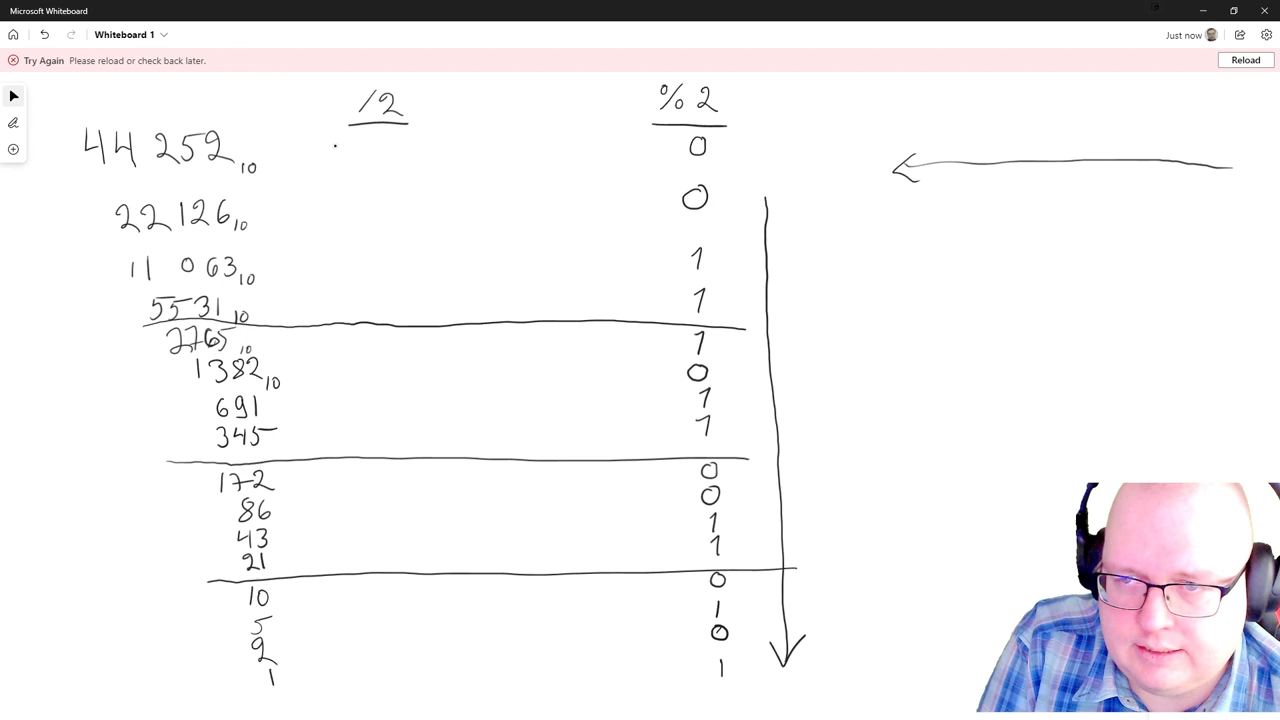 Microsoft Whiteboard
Whiteboard 1
Just now
Try Again Please reload or check back later.
Reload
/2 % 2
44 252₁₀ 0
22 126₁₀ 0
11 063₁₀ 1
5531₁₀ 1
2765₁₀ 1
1382₁₀ 0
691 1
345 1
172 0
86 0
43 1
21 1
10 0
5 1
2 0
1 1